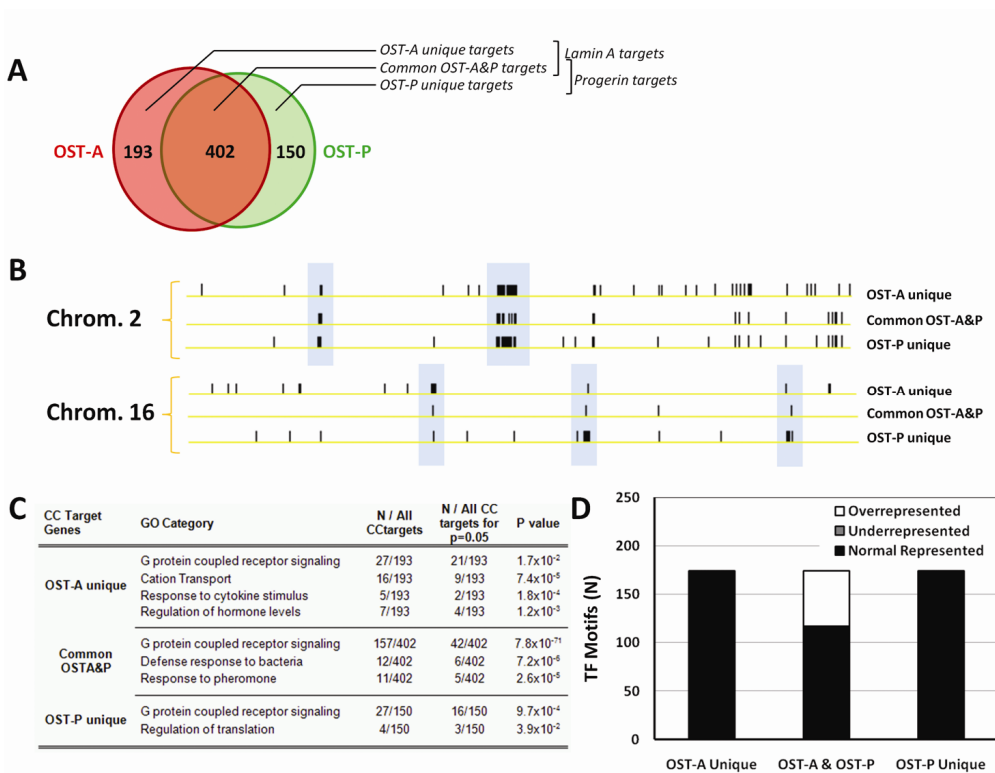 A
OST-A unique targets
Common OST-A&P targets
OST-P unique targets
Lamin A targets
Progerin targets
OST-A
193
402
150
OST-P
B
Chrom. 2
OST-A unique
Common OST-A&P
OST-P unique
Chrom. 16
OST-A unique
Common OST-A&P
OST-P unique
C
CC Target Genes | GO Category | N / All CCtargets | N / All CC targets for p=0.05 | P value
OST-A unique
G protein coupled receptor signaling 27/193 21/193 1.7x10⁻²
Cation Transport 16/193 9/193 7.4x10⁻⁵
Response to cytokine stimulus 5/193 2/193 1.8x10⁻⁴
Regulation of hormone levels 7/193 4/193 1.2x10⁻³
Common OSTA&P
G protein coupled receptor signaling 157/402 42/402 7.8x10⁻⁷¹
Defense response to bacteria 12/402 6/402 7.2x10⁻⁶
Response to pheromone 11/402 5/402 2.6x10⁻⁵
OST-P unique
G protein coupled receptor signaling 27/150 16/150 9.7x10⁻⁴
Regulation of translation 4/150 3/150 3.9x10⁻²
D
TF Motifs (N)
250
200
150
100
50
0
Overrepresented
Underrepresented
Normal Represented
OST-A Unique
OST-A & OST-P
OST-P Unique